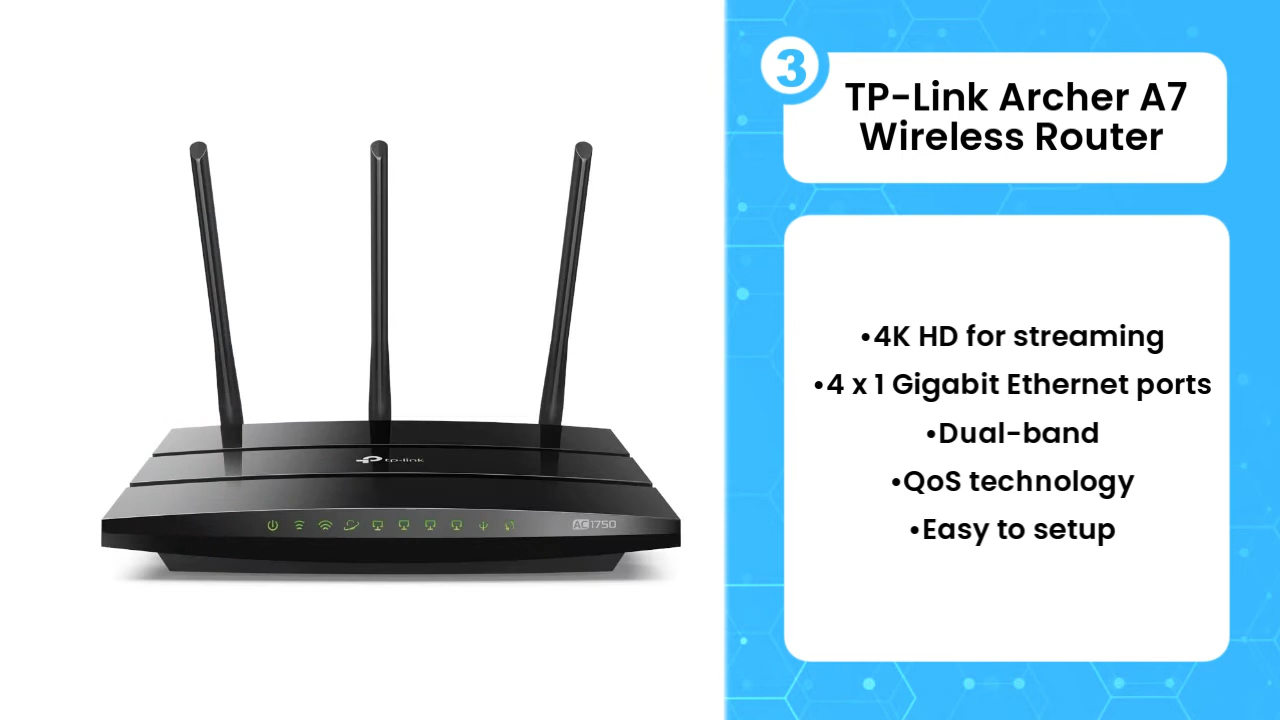 3
TP-Link Archer A7
Wireless Router
•4K HD for streaming
•4 x 1 Gigabit Ethernet ports
•Dual-band
•QoS technology
•Easy to setup
tp-link
AC1750